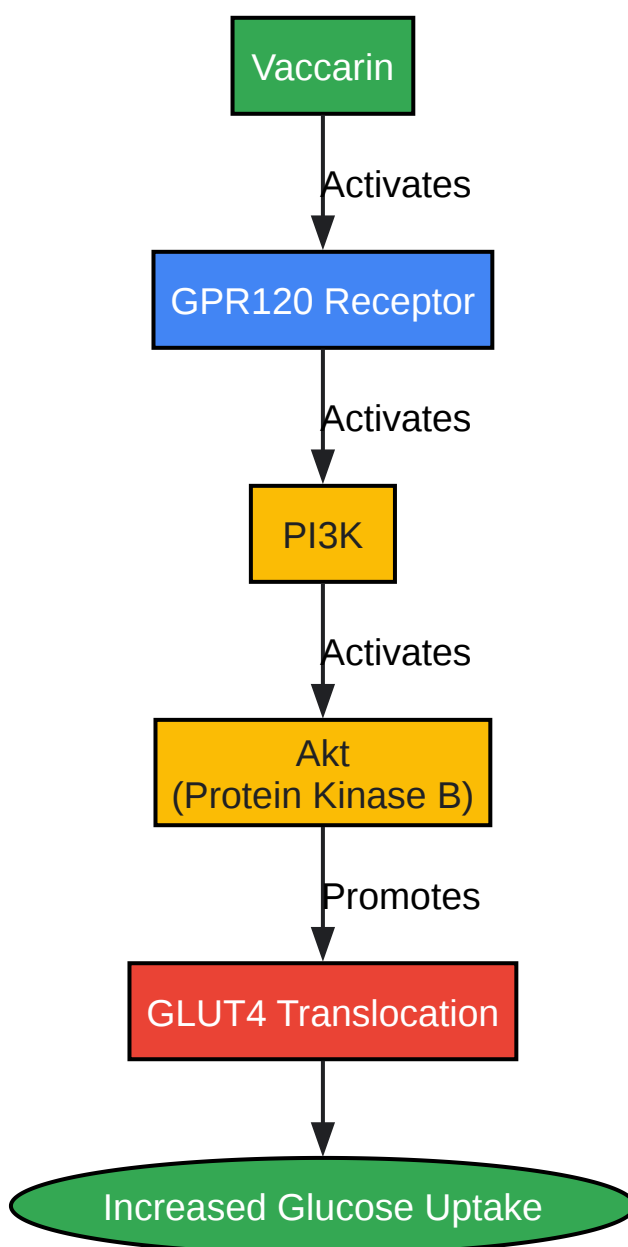 Vaccarin
Activates
GPR120 Receptor
Activates
PI3K
Activates
Akt
(Protein Kinase B)
Promotes
GLUT4 Translocation
Increased Glucose Uptake